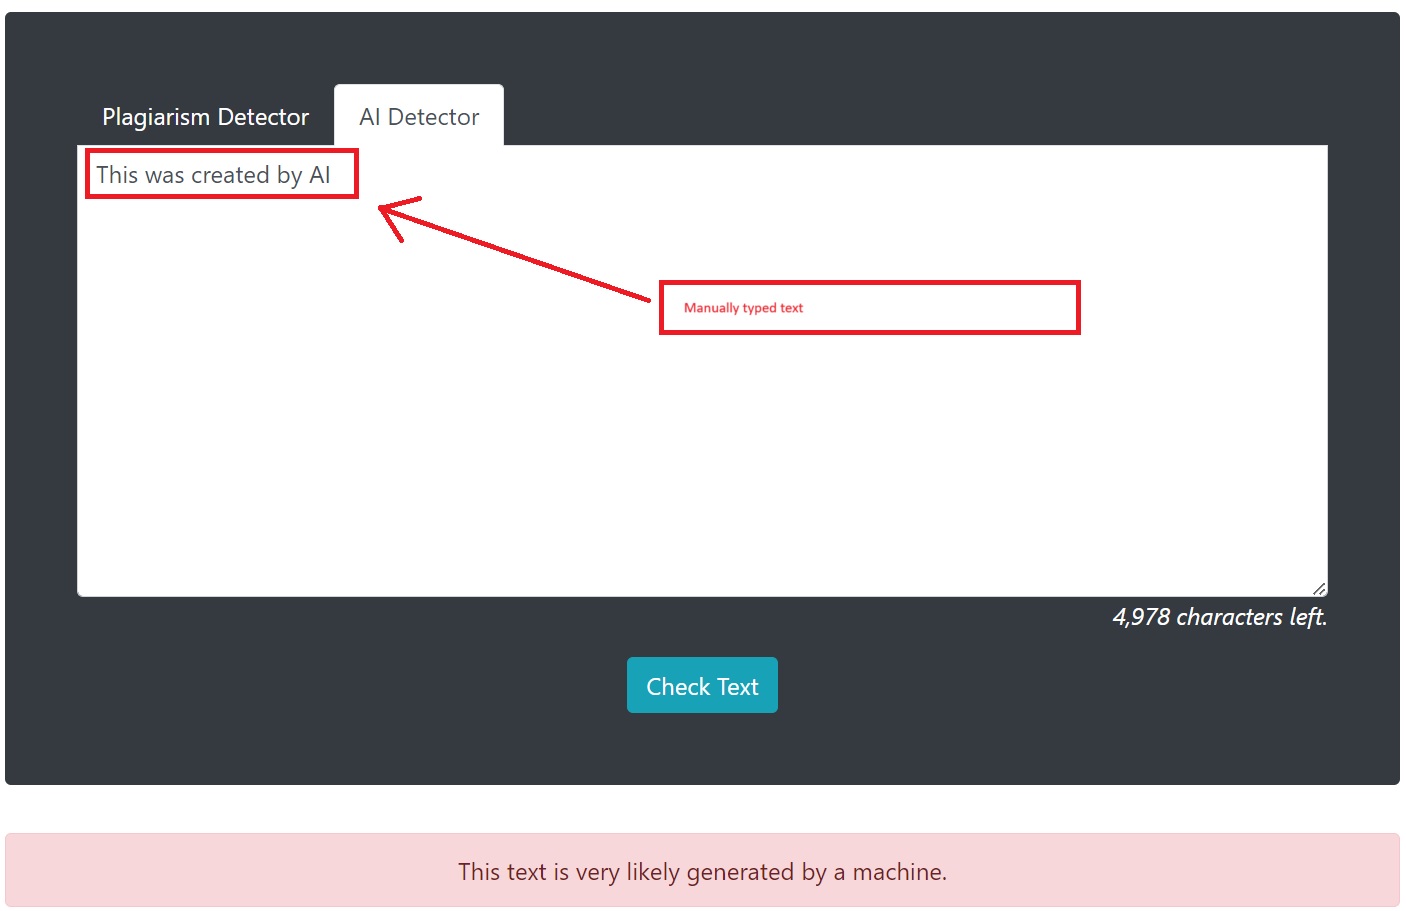 Plagiarism Detector
AI Detector
This was created by AI
Manually typed text
4,978 characters left.
Check Text
This text is very likely generated by a machine.